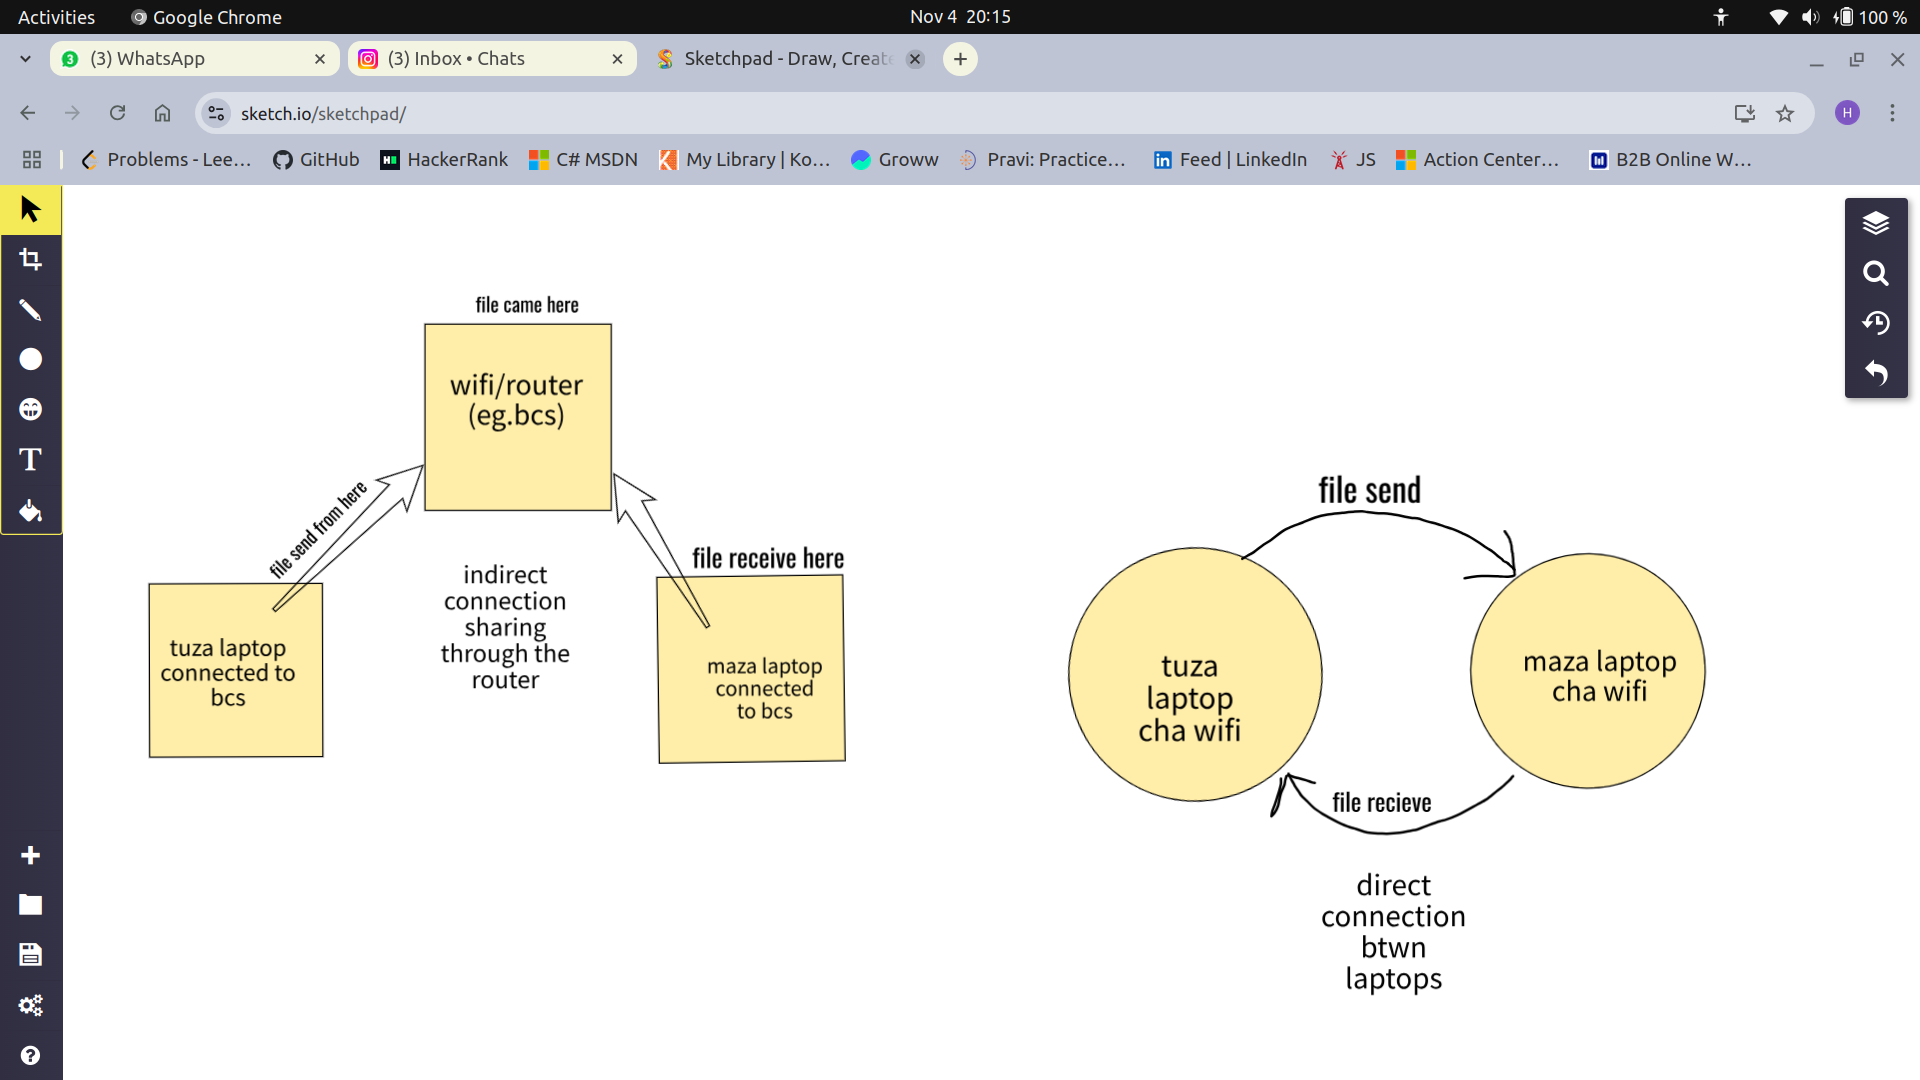 Activities
Google Chrome
Nov 4 20:15
100 %
3
(3) WhatsApp
(3) Inbox • Chats
Sketchpad - Draw, Create
sketch.io/sketchpad/
H
Problems - Lee...
GitHub
HackerRank
C# MSDN
My Library | Ko...
Groww
Pravi: Practice...
Feed | LinkedIn
JS
Action Center...
B2B Online W...
T
file came here
wifi/router
(eg.bcs)
file send from here
tuza laptop
connected to
bcs
indirect
connection
sharing
through the
router
file receive here
maza laptop
connected
to bcs
file send
tuza
laptop
cha wifi
maza laptop
cha wifi
file recieve
direct
connection
btwn
laptops